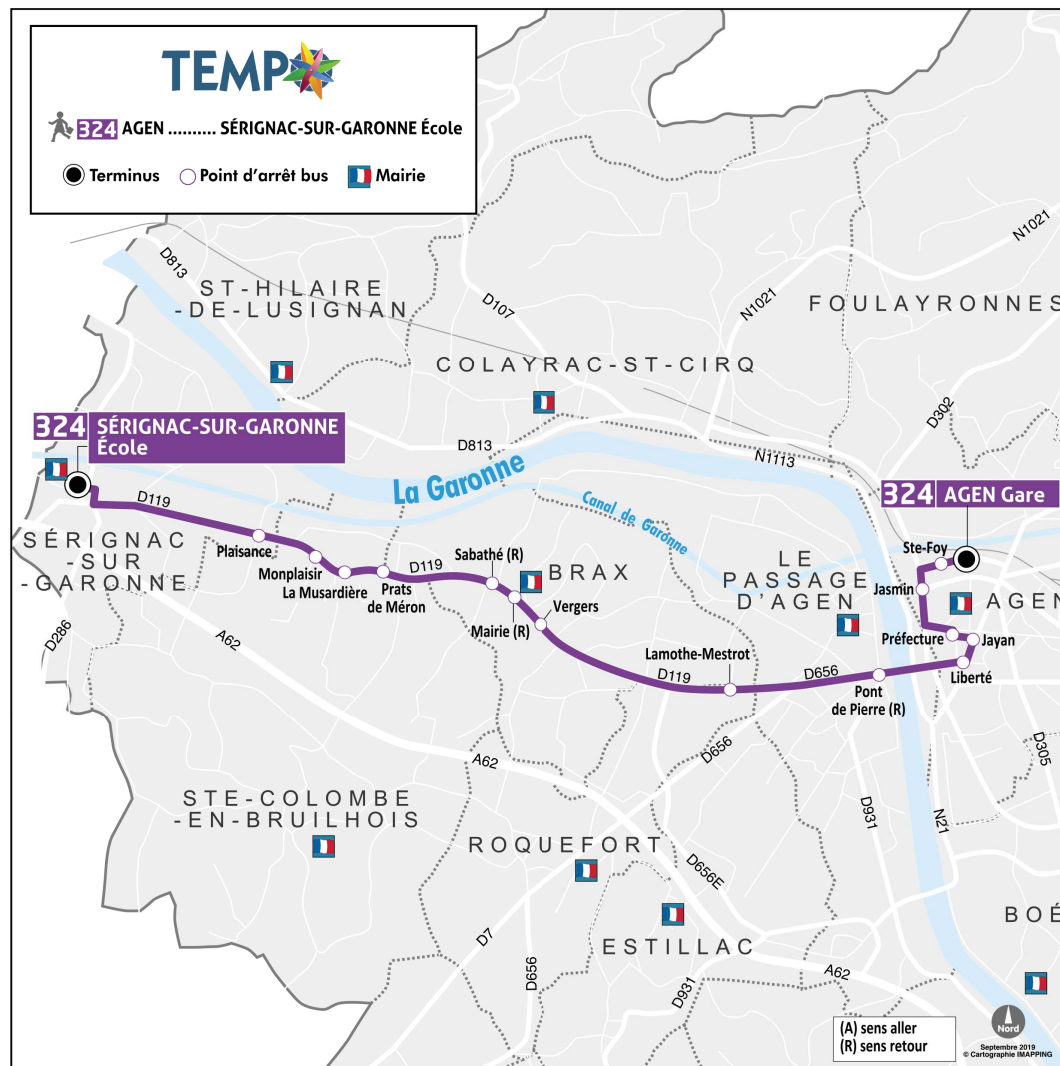 TEMPO
324 AGEN .......... SÉRIGNAC-SUR-GARONNE École
Terminus
Point d'arrêt bus
Mairie
D813
ST-HILAIRE
-DE-LUSIGNAN
D107
N1021
N1021
FOULAYRONNES
COLAYRAC-ST-CIRQ
D302
324 SÉRIGNAC-SUR-GARONNE
École
D813
N1113
La Garonne
Canal de Garonne
324 AGEN Gare
D119
SÉRIGNAC
-SUR
-GARONNE
Plaisance
Monplaisir
La Musardière
Prats
de Méron
D119
Sabathé (R)
BRAX
Mairie (R)
Vergers
LE
PASSAGE
D'AGEN
Ste-Foy
Jasmin
AGEN
Préfecture
Jayan
Liberté
Lamothe-Mestrot
D119
D656
Pont
de Pierre (R)
D286
A62
A62
D656
D305
D931
N21
STE-COLOMBE
-EN-BRUILHOIS
ROQUEFORT
D656E
ESTILLAC
BOÉ
D7
D656
D931
A62
(A) sens aller
(R) sens retour
Nord
Septembre 2019
© Cartographie IMAPPING